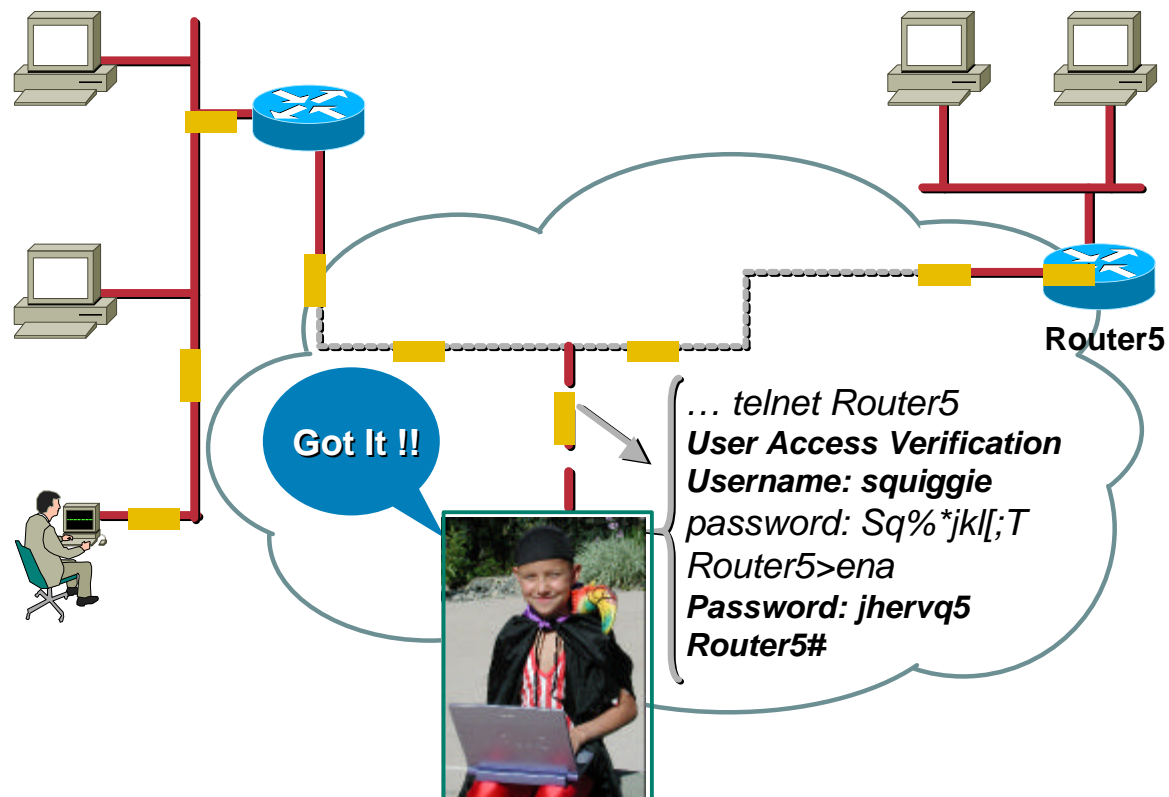 Router5
Got It !!
… telnet Router5
User Access Verification
Username: squiggie
password: Sq%*jkl[;T
Router5>ena
Password: jhervq5
Router5#